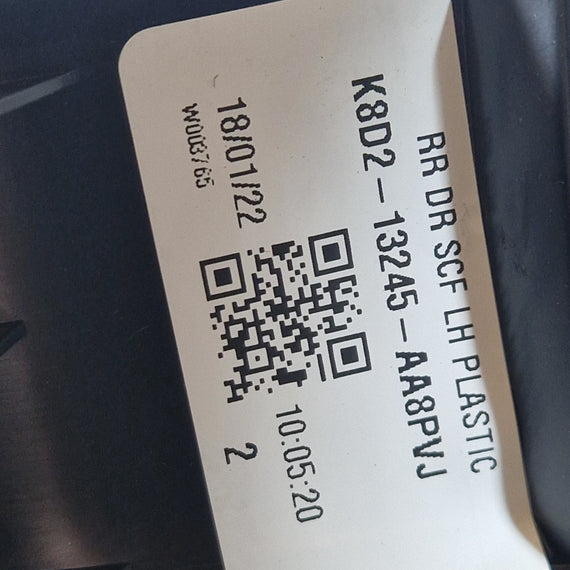 RR DR SCF LH PLASTIC
K8D2-13245-AA8PVJ
18/01/22
10:05:20
W003765
2